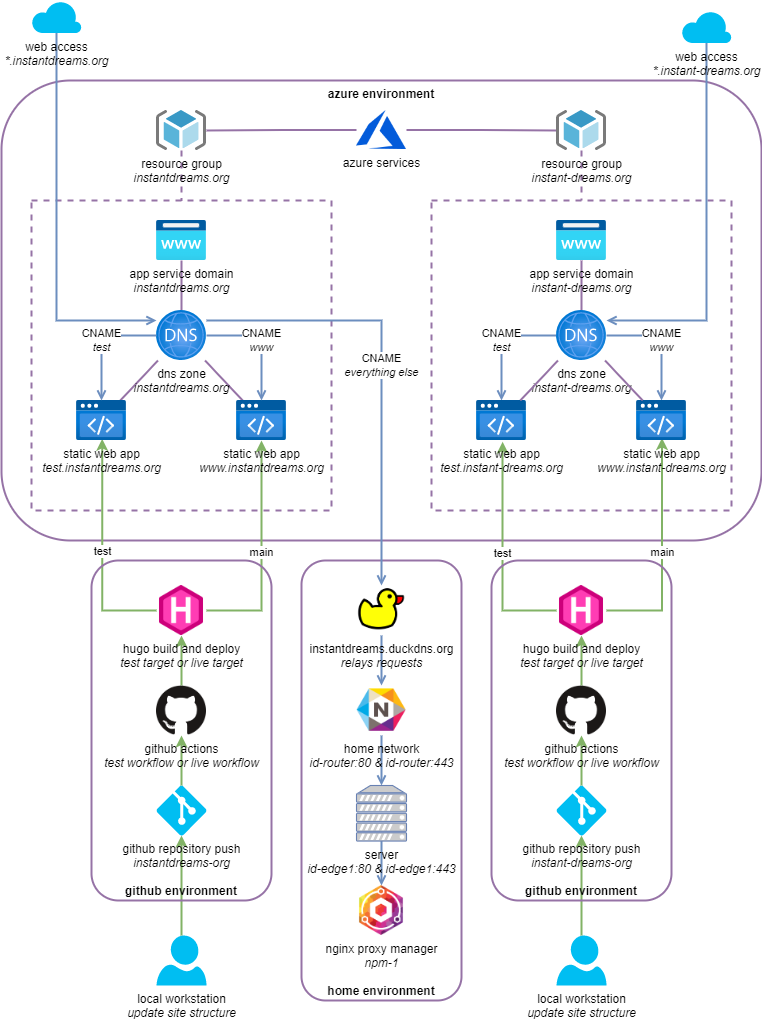 web access
*.instantdreams.org
web access
*.instant-dreams.org
azure environment
resource group
instantdreams.org
azure services
resource group
instant-dreams.org
www
app service domain
instantdreams.org
www
app service domain
instant-dreams.org
DNS
CNAME
test
CNAME
www
dns zone
instantdreams.org
CNAME
everything else
DNS
CNAME
test
CNAME
www
dns zone
instant-dreams.org
static web app
test.instantdreams.org
static web app
www.instantdreams.org
static web app
test.instant-dreams.org
static web app
www.instant-dreams.org
test
main
test
main
H
hugo build and deploy
test target or live target
github actions
test workflow or live workflow
github repository push
instantdreams-org
github environment
local workstation
update site structure
instantdreams.duckdns.org
relays requests
N
home network
id-router:80 & id-router:443
server
id-edge1:80 & id-edge1:443
nginx proxy manager
npm-1
home environment
H
hugo build and deploy
test target or live target
github actions
test workflow or live workflow
github repository push
instant-dreams-org
github environment
local workstation
update site structure